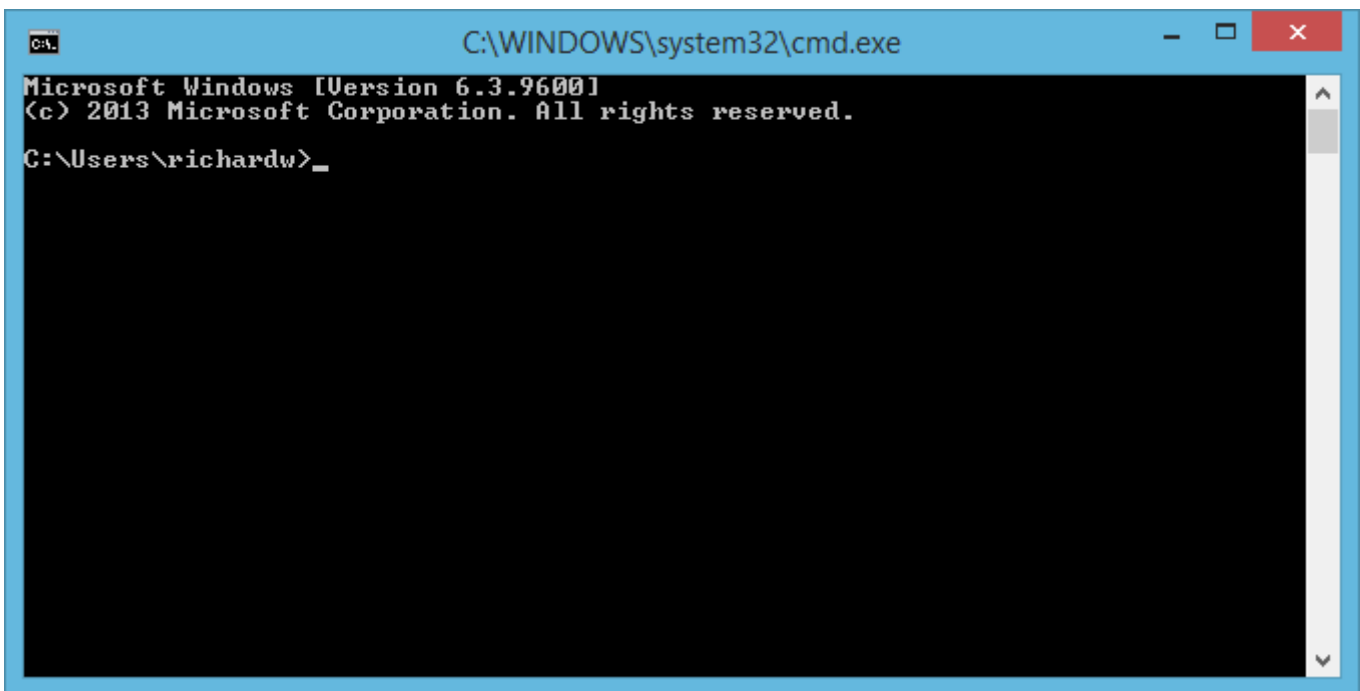 C:\WINDOWS\system32\cmd.exe
Microsoft Windows [Version 6.3.9600]
(c) 2013 Microsoft Corporation. All rights reserved.
C:\Users\richardw>_